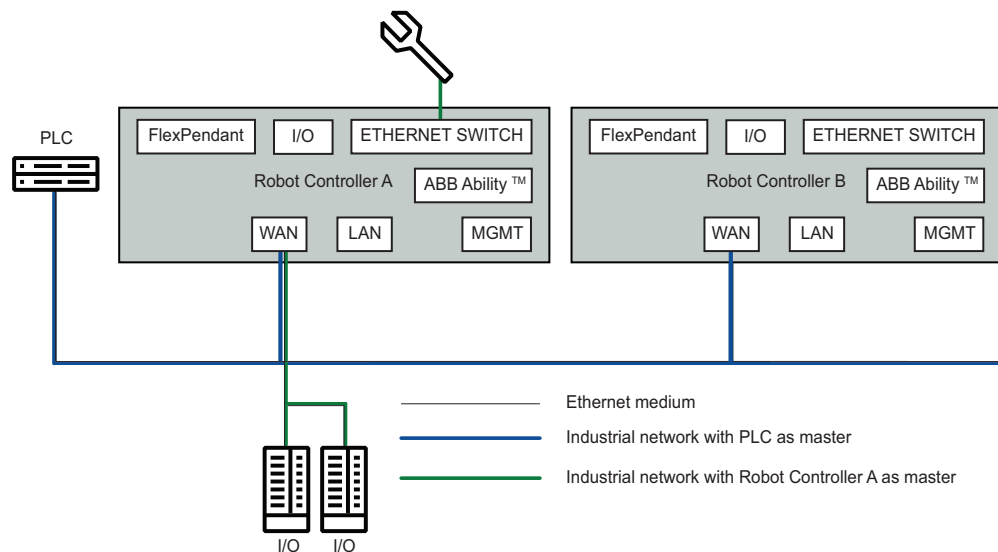 PLC
FlexPendant
I/O
ETHERNET SWITCH
Robot Controller A
ABB Ability ™
WAN
LAN
MGMT
FlexPendant
I/O
ETHERNET SWITCH
Robot Controller B
ABB Ability ™
WAN
LAN
MGMT
Ethernet medium
Industrial network with PLC as master
Industrial network with Robot Controller A as master
I/O
I/O